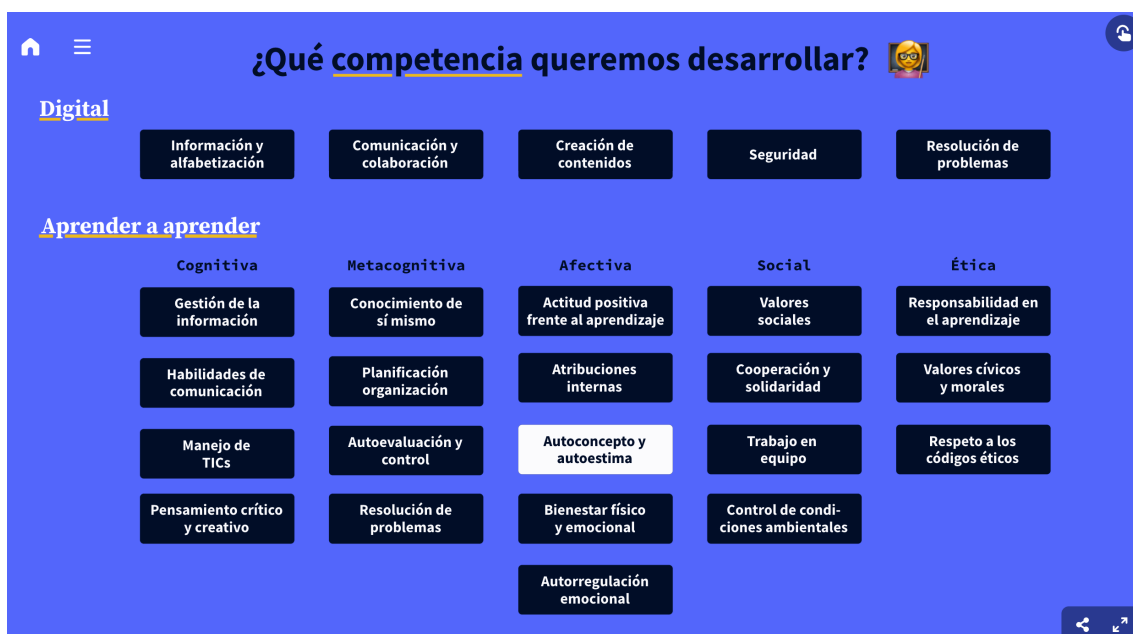 ¿Qué competencia queremos desarrollar?
Digital
Información y
alfabetización
Comunicación y
colaboración
Creación de
contenidos
Seguridad
Resolución de
problemas
Aprender a aprender
Cognitiva
Metacognitiva
Afectiva
Social
Ética
Gestión de la
información
Conocimiento de
sí mismo
Actitud positiva
frente al aprendizaje
Valores
sociales
Responsabilidad en
el aprendizaje
Habilidades de
comunicación
Planificación
organización
Atribuciones
internas
Cooperación y
solidaridad
Valores cívicos
y morales
Manejo de
TICs
Autoevaluación y
control
Autoconcepto y
autoestima
Trabajo en
equipo
Respeto a los
códigos éticos
Pensamiento crítico
y creativo
Resolución de
problemas
Bienestar físico
y emocional
Control de condi-
ciones ambientales
Autorregulación
emocional